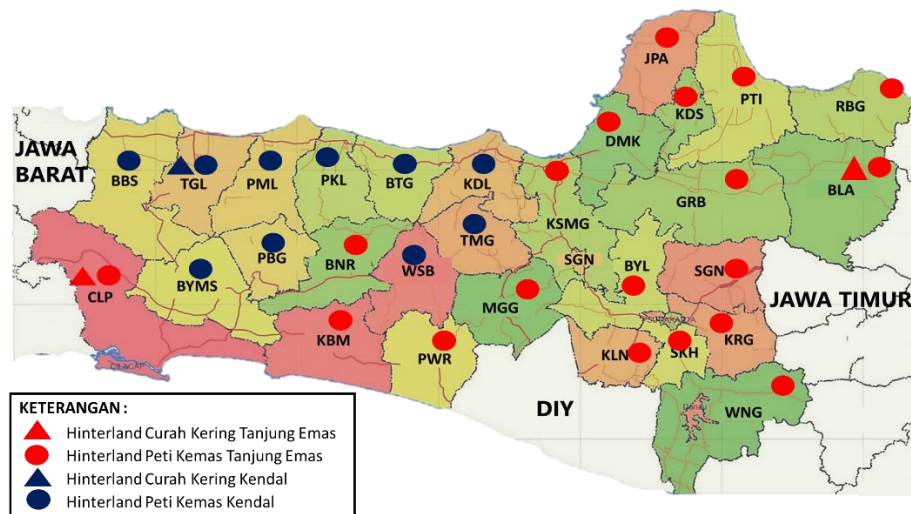 JPA
PTI
KDS
RBG
DMK
JAWA
BARAT
BBS
TGL
PML
PKL
BTG
KDL
KSMG
GRB
BLA
TMG
PBG
BNR
WSB
SGN
BYL
SGN
BYMS
CLP
MGG
JAWA TIMUR
KBM
PWR
KLN
SKH
KRG
CILACAP
DIY
WNG
KETERANGAN :
Hinterland Curah Kering Tanjung Emas
Hinterland Peti Kemas Tanjung Emas
Hinterland Curah Kering Kendal
Hinterland Peti Kemas Kendal